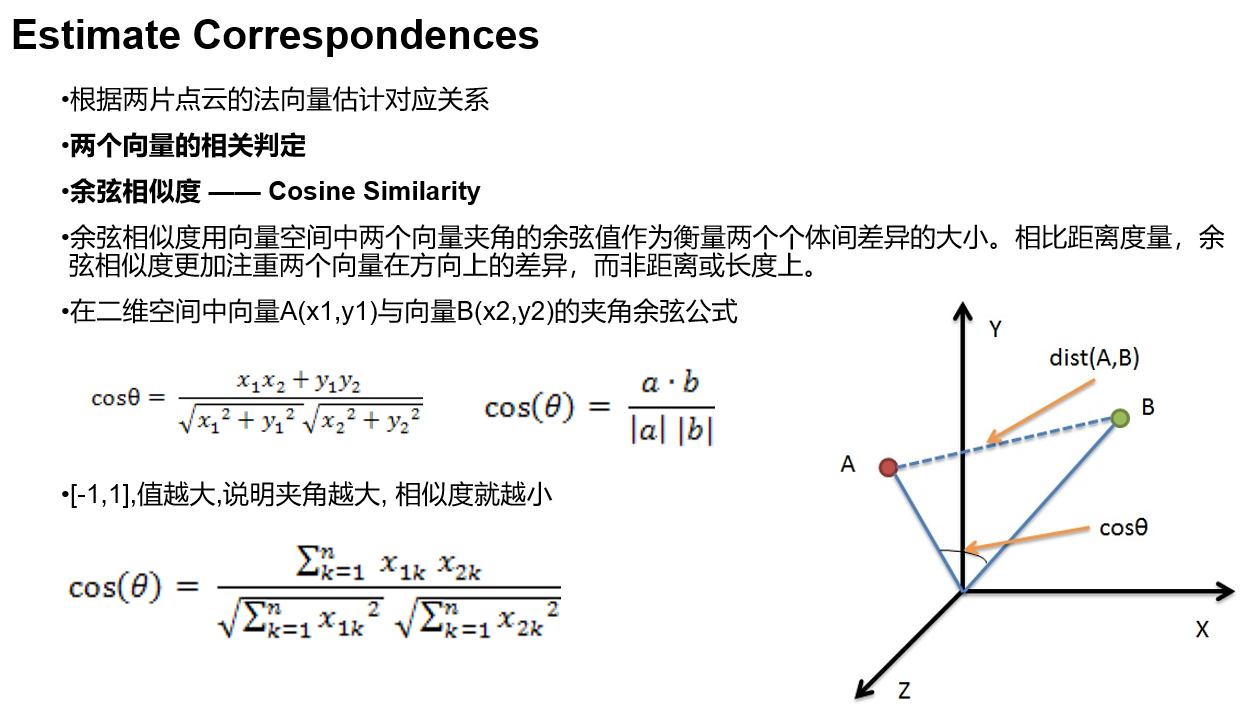 Estimate Correspondences
•根据两片点云的法向量估计对应关系
•两个向量的相关判定
•余弦相似度 —— Cosine Similarity
•余弦相似度用向量空间中两个向量夹角的余弦值作为衡量两个个体间差异的大小。相比距离度量，余
弦相似度更加注重两个向量在方向上的差异，而非距离或长度上。
•在二维空间中向量A(x1,y1)与向量B(x2,y2)的夹角余弦公式
cosθ = \frac{x_1x_2 + y_1y_2}{\sqrt{x_1^2 + y_1^2}\sqrt{x_2^2 + y_2^2}}
cos(θ) = \frac{a · b}{|a| |b|}
•[-1,1],值越大,说明夹角越大, 相似度就越小
cos(θ) = \frac{\sum_{k=1}^{n} x_{1k} x_{2k}}{\sqrt{\sum_{k=1}^{n} x_{1k}^2} \sqrt{\sum_{k=1}^{n} x_{2k}^2}}
Y
dist(A,B)
B
A
cosθ
X
Z